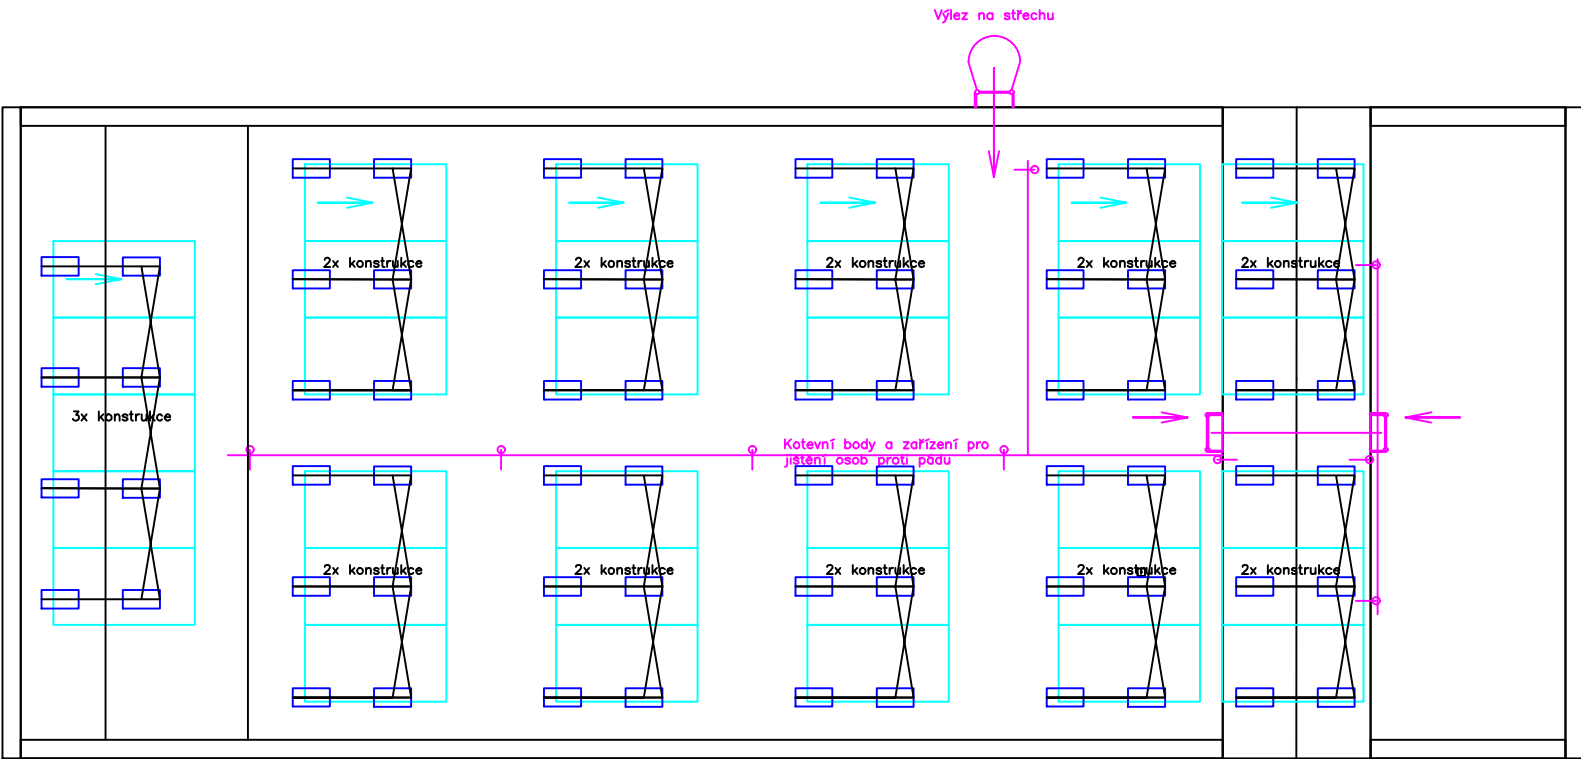 Výlez na střechu
2x konstrukce
2x konstrukce
2x konstrukce
2x konstrukce
2x konstrukce
3x konstrukce
Kotevní body a zařízení pro
jištění osob proti pádu
2x konstrukce
2x konstrukce
2x konstrukce
2x konstrukce
2x konstrukce